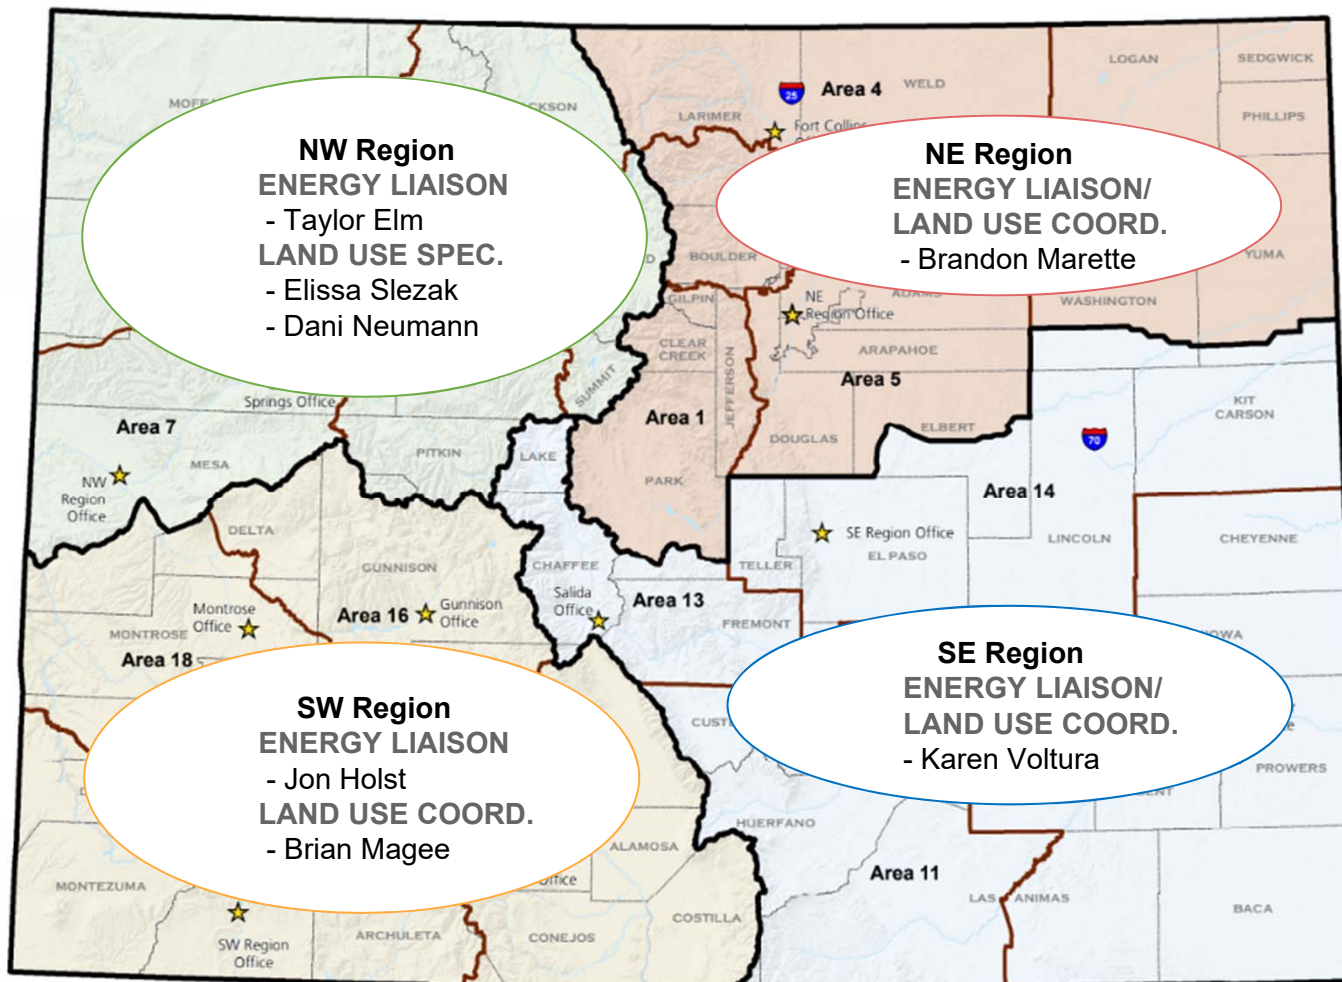 LOGAN
SEDGWICK
25
Area 4
WELD
LARIMER
PHILLIPS
Fort Collins
NW Region
ENERGY LIAISON
- Taylor Elm
LAND USE SPEC.
- Elissa Slezak
- Dani Neumann
NE Region
ENERGY LIAISON/
LAND USE COORD.
- Brandon Marette
BOULDER
YUMA
GILPIN
NE
Region Office
ADAMS
WASHINGTON
CLEAR
CREEK
JEFFERSON
ARAPAHOE
Area 5
SUMMIT
Springs Office
Area 7
Area 1
DOUGLAS
ELBERT
KIT
CARSON
70
MESA
PITKIN
LAKE
NW
Region
Office
PARK
Area 14
DELTA
SE Region Office
EL PASO
LINCOLN
CHEYENNE
GUNNISON
CHAFFEE
TELLER
Montrose
Office
Area 16
Gunnison
Office
Salida
Office
Area 13
FREMONT
MONTROSE
Area 18
SW Region
ENERGY LIAISON
- Jon Holst
LAND USE COORD.
- Brian Magee
SE Region
ENERGY LIAISON/
LAND USE COORD.
- Karen Voltura
PROWERS
HUERFANO
ALAMOSA
Area 11
MONTEZUMA
Office
LAS ANIMAS
BACA
COSTILLA
SW Region
Office
ARCHULETA
CONEJOS